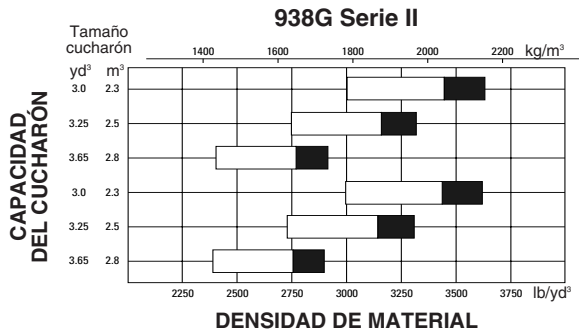 938G Serie II
Tamaño
cucharón
yd³ m³
1400 1600 1800 2000 2200 kg/m³
3.0 2.3
3.25 2.5
3.65 2.8
3.0 2.3
3.25 2.5
3.65 2.8
CAPACIDAD
DEL CUCHARÓN
2250 2500 2750 3000 3250 3500 3750 lb/yd³
DENSIDAD DE MATERIAL